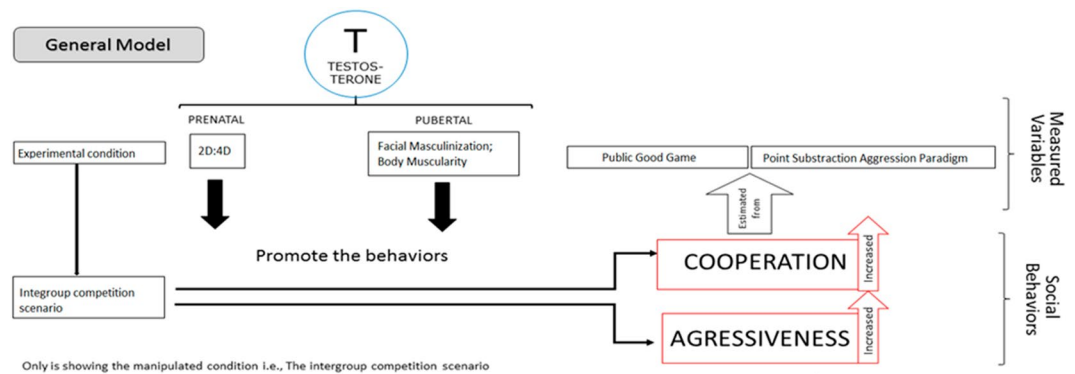 General Model
T
TESTOS-
TERONE
PRENATAL
PUBERTAL
2D:4D
Facial Masculinization;
Body Muscularity
Experimental condition
Public Good Game
Point Substraction Aggression Paradigm
Measured
Variables
Estimated
from
Promote the behaviors
COOPERATION
Increased
Integroup competition
scenario
AGRESSIVENESS
Increased
Social
Behaviors
Only is showing the manipulated condition i.e., The intergroup competition scenario